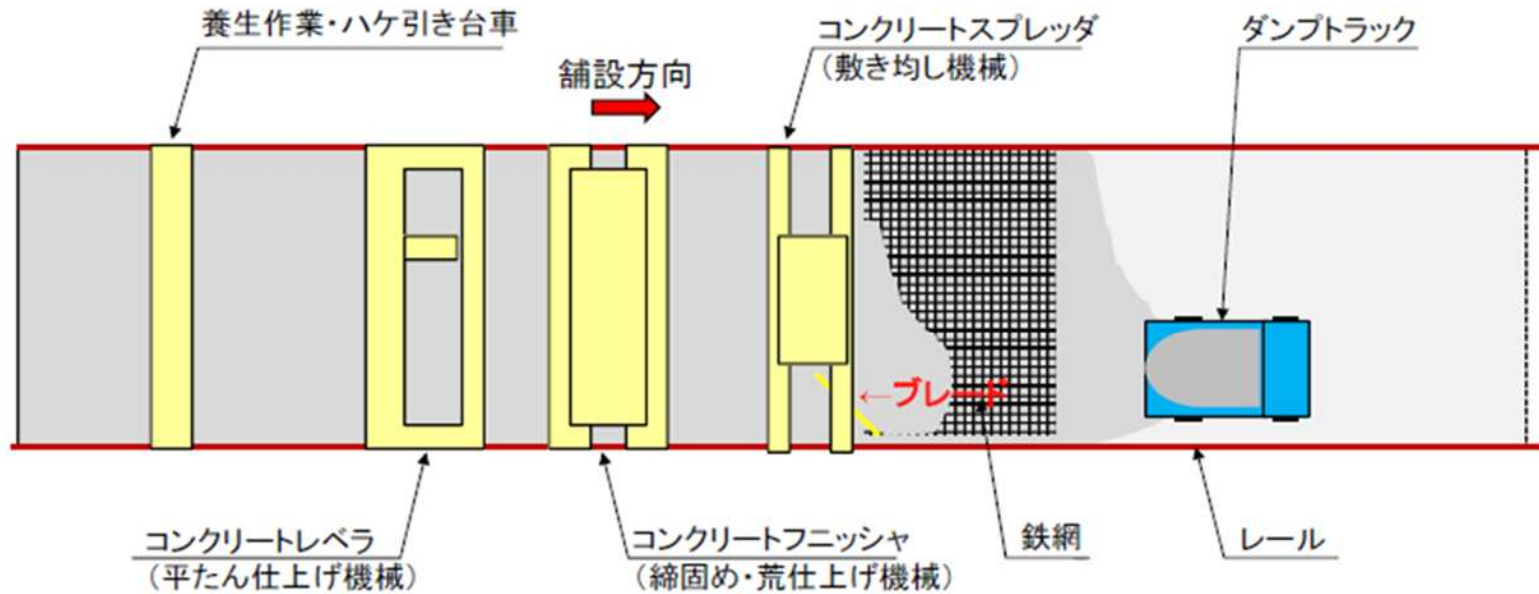 養生作業・ハケ引き台車
コンクリートスプレッダ
（敷き均し機械）
ダンプトラック
舗設方向
←ブレード
コンクリートレベラ
（平たん仕上げ機械）
コンクリートフニッシャ
（締固め・荒仕上げ機械）
鉄網
レール